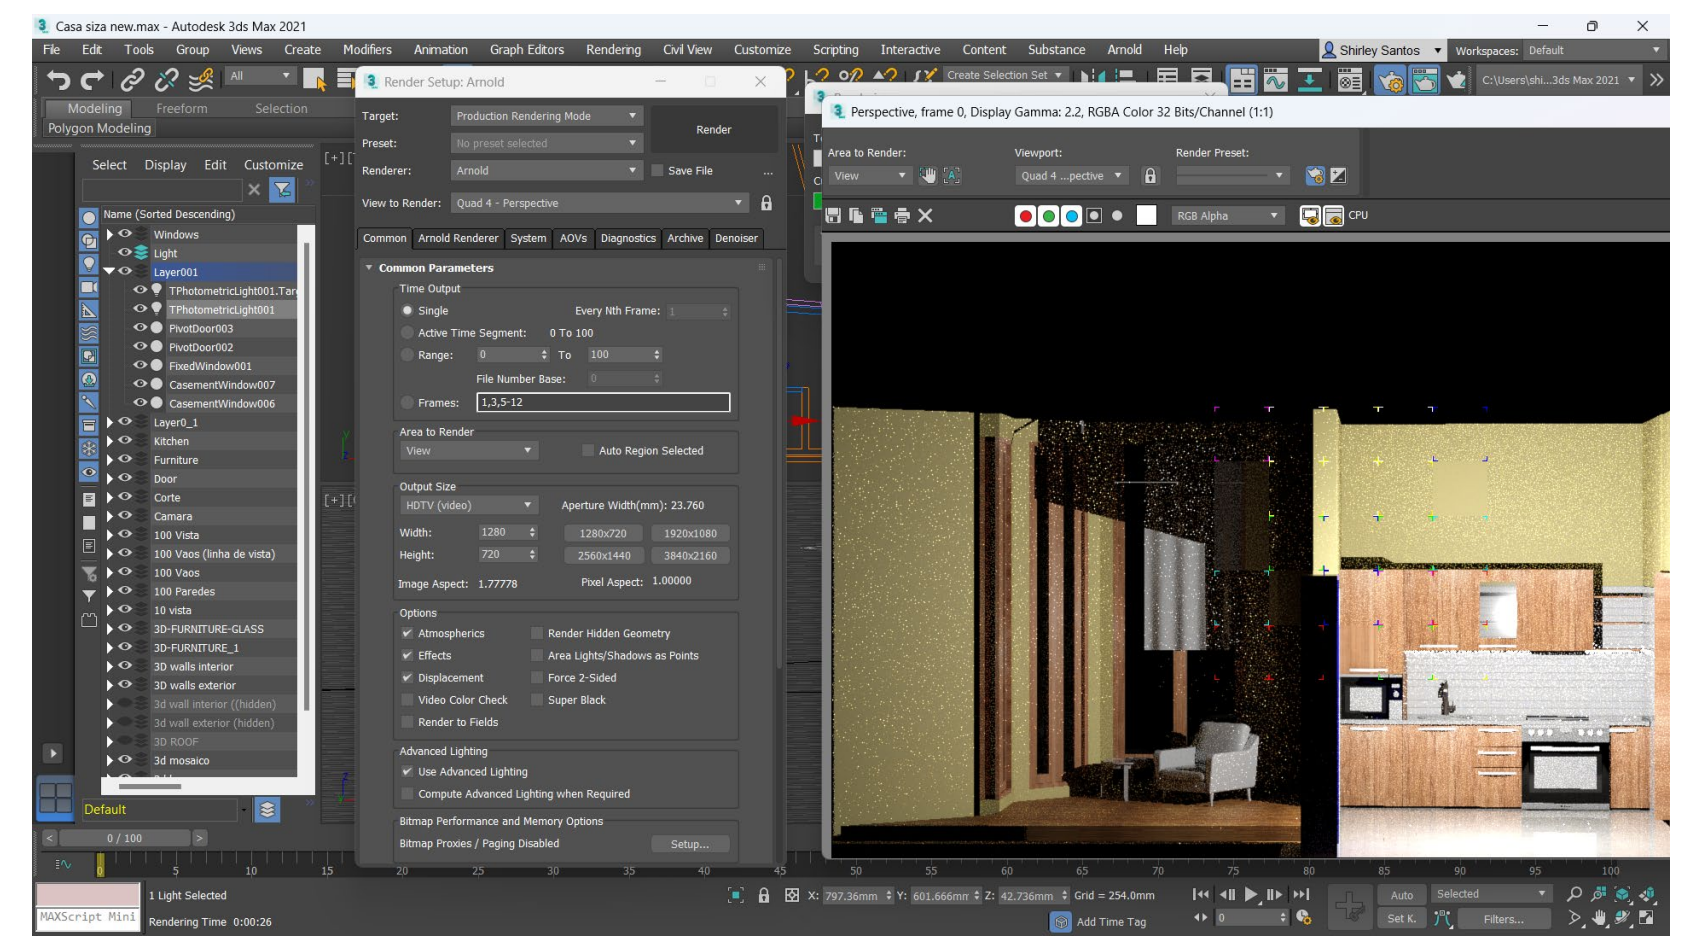 3 Casa siza new.max - Autodesk 3ds Max 2021
File Edit Tools Group Views Create Modifiers Animation Graph Editors Rendering Civil View Customize Scripting Interactive Content Substance Arnold Help
Shirley Santos
Workspaces: Default
All
Create Selection Set
C:\Users\shi...3ds Max 2021
Modeling Freeform Selection
Polygon Modeling
Select Display Edit Customize
Name (Sorted Descending)
Windows
Light
Layer001
TPhotometricLight001.Tar
TPhotometricLight001
PivotDoor003
PivotDoor002
FixedWindow001
CasementWindow007
CasementWindow006
Layer0_1
Kitchen
Furniture
Door
Corte
Camara
100 Vista
100 Vaos (linha de vista)
100 Vaos
100 Paredes
10 vista
3D-FURNITURE-GLASS
3D-FURNITURE_1
3D walls interior
3D walls exterior
3d wall interior ((hidden)
3d wall exterior (hidden)
3D ROOF
3d mosaico
Default
3 Render Setup: Arnold
Target: Production Rendering Mode
Render
Preset: No preset selected
Renderer: Arnold
Save File ...
View to Render: Quad 4 - Perspective
Common Arnold Renderer System AOVs Diagnostics Archive Denoiser
Common Parameters
Time Output
Single Every Nth Frame: 1
Active Time Segment: 0 To 100
Range: 0 To 100
File Number Base: 0
Frames: 1,3,5-12
Area to Render
View Auto Region Selected
Output Size
HDTV (video) Aperture Width(mm): 23.760
Width: 1280 1280x720 1920x1080
Height: 720 2560x1440 3840x2160
Image Aspect: 1.77778 Pixel Aspect: 1.00000
Options
Atmospherics Render Hidden Geometry
Effects Area Lights/Shadows as Points
Displacement Force 2-Sided
Video Color Check Super Black
Render to Fields
Advanced Lighting
Use Advanced Lighting
Compute Advanced Lighting when Required
Bitmap Performance and Memory Options
Bitmap Proxies / Paging Disabled Setup...
3 Perspective, frame 0, Display Gamma: 2.2, RGBA Color 32 Bits/Channel (1:1)
Area to Render: Viewport: Render Preset:
View Quad 4 ...pective
RGB Alpha
CPU
< 0 / 100 >
0 5 10 15 20 25 30 35 40 45 50 55 60 65 70 75 80 85 90 95 100
1 Light Selected
X: 797.36mm Y: 601.666mr Z: 42.736mm Grid = 254.0mm
Auto Selected
MAXScript Mini
Rendering Time 0:00:26
Add Time Tag
0
Set K. Filters...